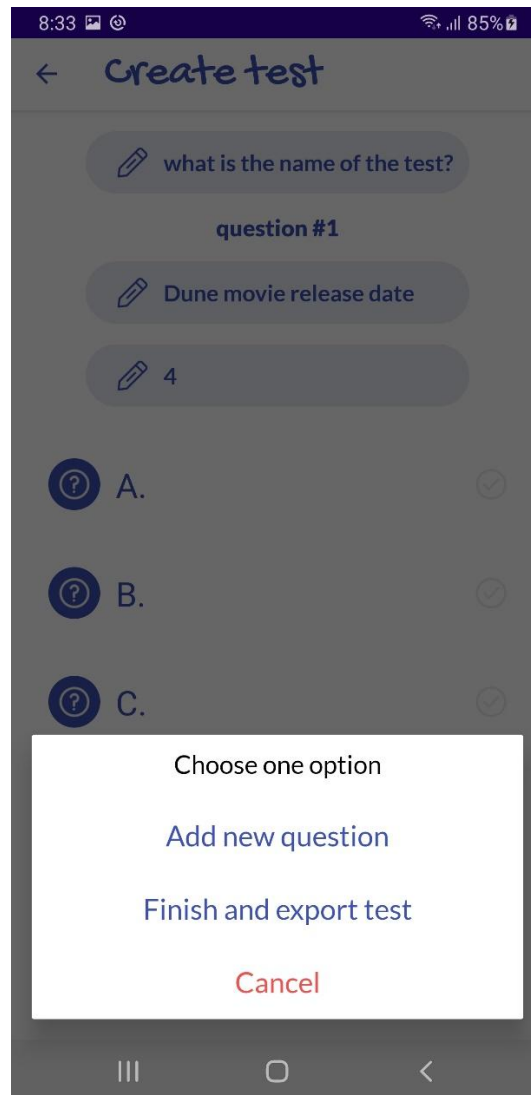 8:33 85%
Create test
what is the name of the test?
question #1
Dune movie release date
4
A.
B.
C.
Choose one option
Add new question
Finish and export test
Cancel